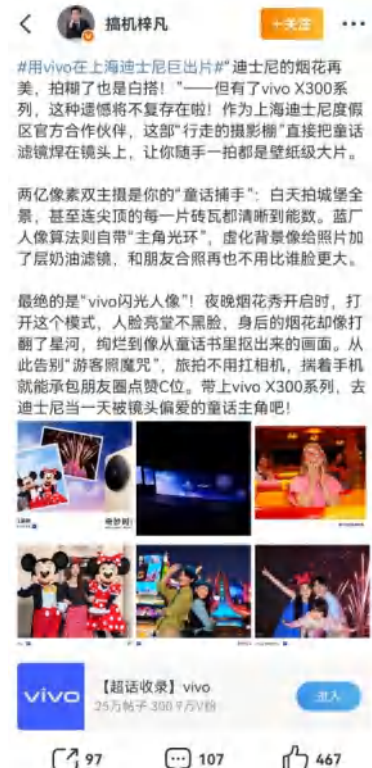 搞机梓凡
+关注
#用vivo在上海迪士尼巨出片#“迪士尼的烟花再
美，拍糊了也是白搭！”——但有了vivo X300系
列，这种遗憾将不复存在啦！作为上海迪士尼度假
区官方合作伙伴，这部“行走的摄影棚”直接把童话
滤镜焊在镜头上，让你随手一拍都是壁纸级大片。
两亿像素双主摄是你的“童话捕手”：白天拍城堡全
景，甚至连尖顶的每一片砖瓦都清晰到能数。蓝厂
人像算法则自带“主角光环”，虚化背景像给照片加
了层奶油滤镜，和朋友合照再也不用比谁脸更大。
最绝的是“vivo闪光人像”！夜晚烟花秀开启时，打
开这个模式，人脸亮堂不黑脸，身后的烟花却像打
翻了星河，绚烂到像从童话书里抠出来的画面。从
此告别“游客照魔咒”，旅拍不用扛相机，揣着手机
就能承包朋友圈点赞C位。带上vivo X300系列，去
迪士尼当一天被镜头偏爱的童话主角吧！
vivo
【超话收录】vivo
25万帖子 300.9万V粉
进入
97
107
467